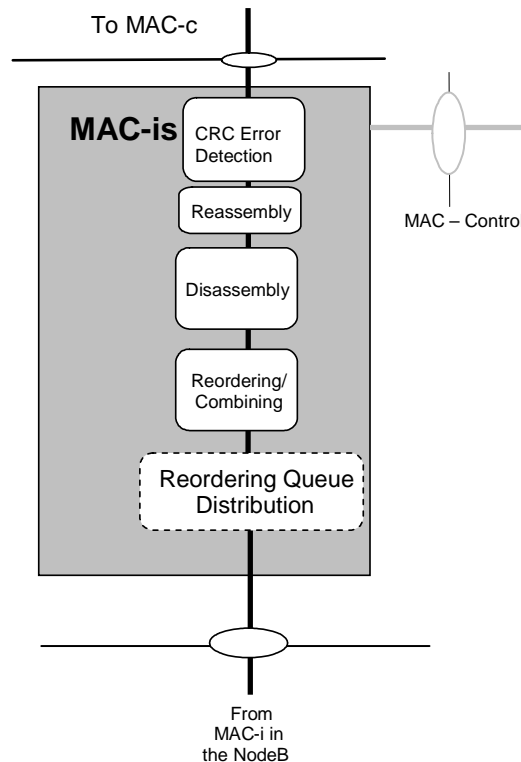 To MAC-c
MAC-is
CRC Error
Detection
Reassembly
MAC – Control
Disassembly
Reordering/
Combining
Reordering Queue
Distribution
From
MAC-i in
the NodeB